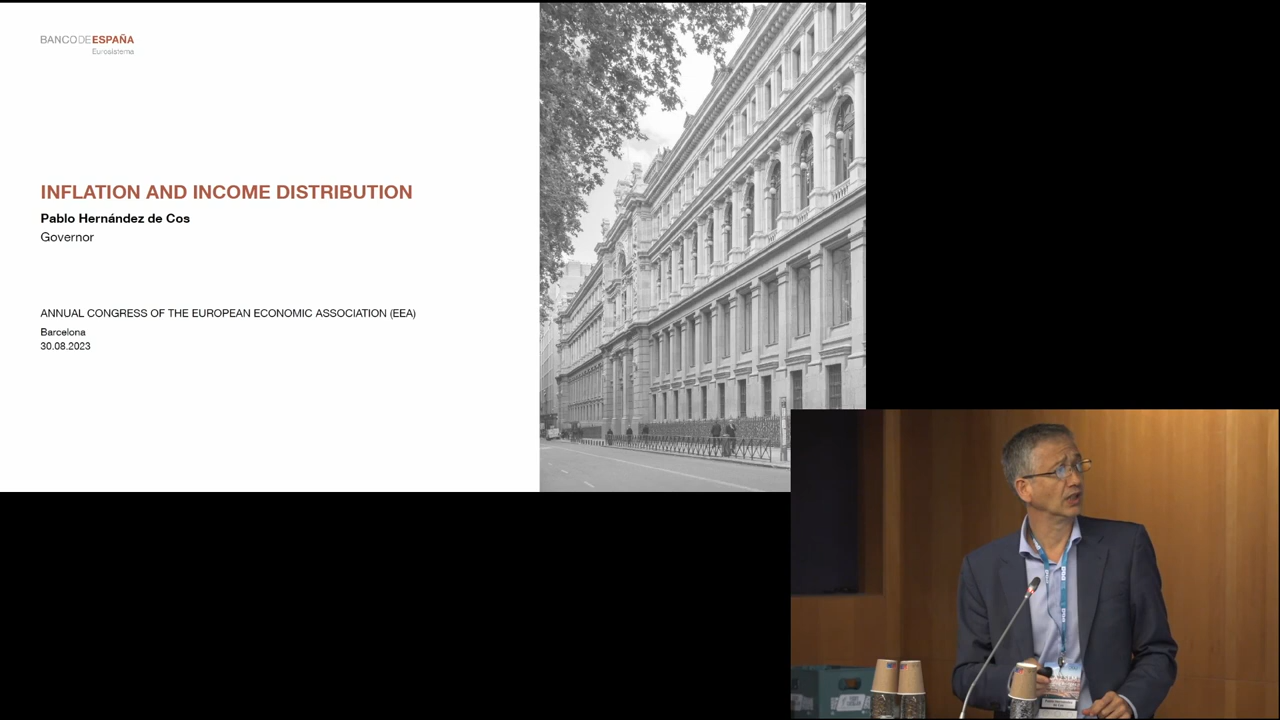 BANCODEESPAÑA
Eurosistema
INFLATION AND INCOME DISTRIBUTION
Pablo Hernández de Cos
Governor
ANNUAL CONGRESS OF THE EUROPEAN ECONOMIC ASSOCIATION (EEA)
Barcelona
30.08.2023